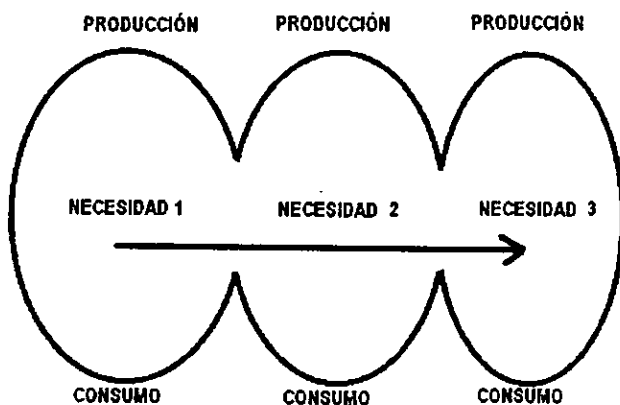 PRODUCCIÓN PRODUCCIÓN PRODUCCIÓN
NECESIDAD 1 NECESIDAD 2 NECESIDAD 3
CONSUMO CONSUMO CONSUMO